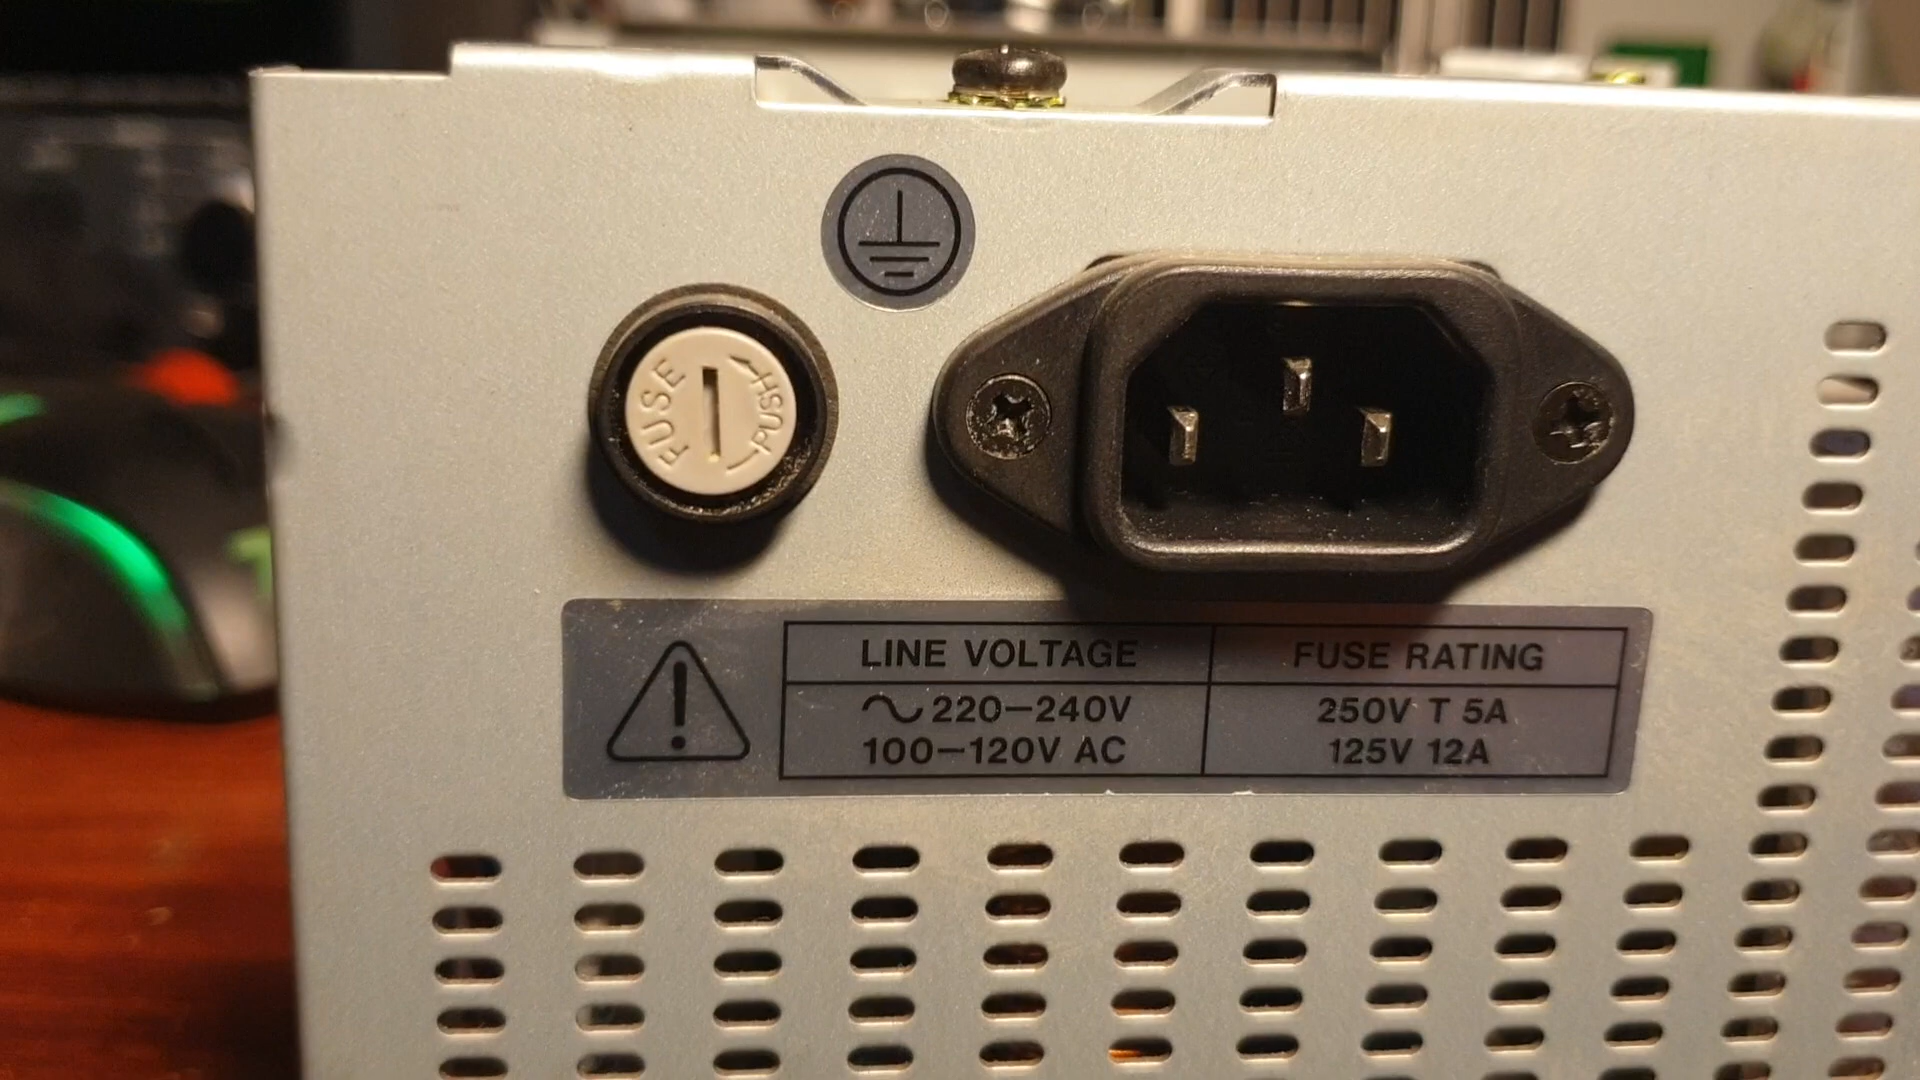 FUSE
PUSH
LINE VOLTAGE
FUSE RATING
∿220–240V
250V T 5A
100–120V AC
125V 12A